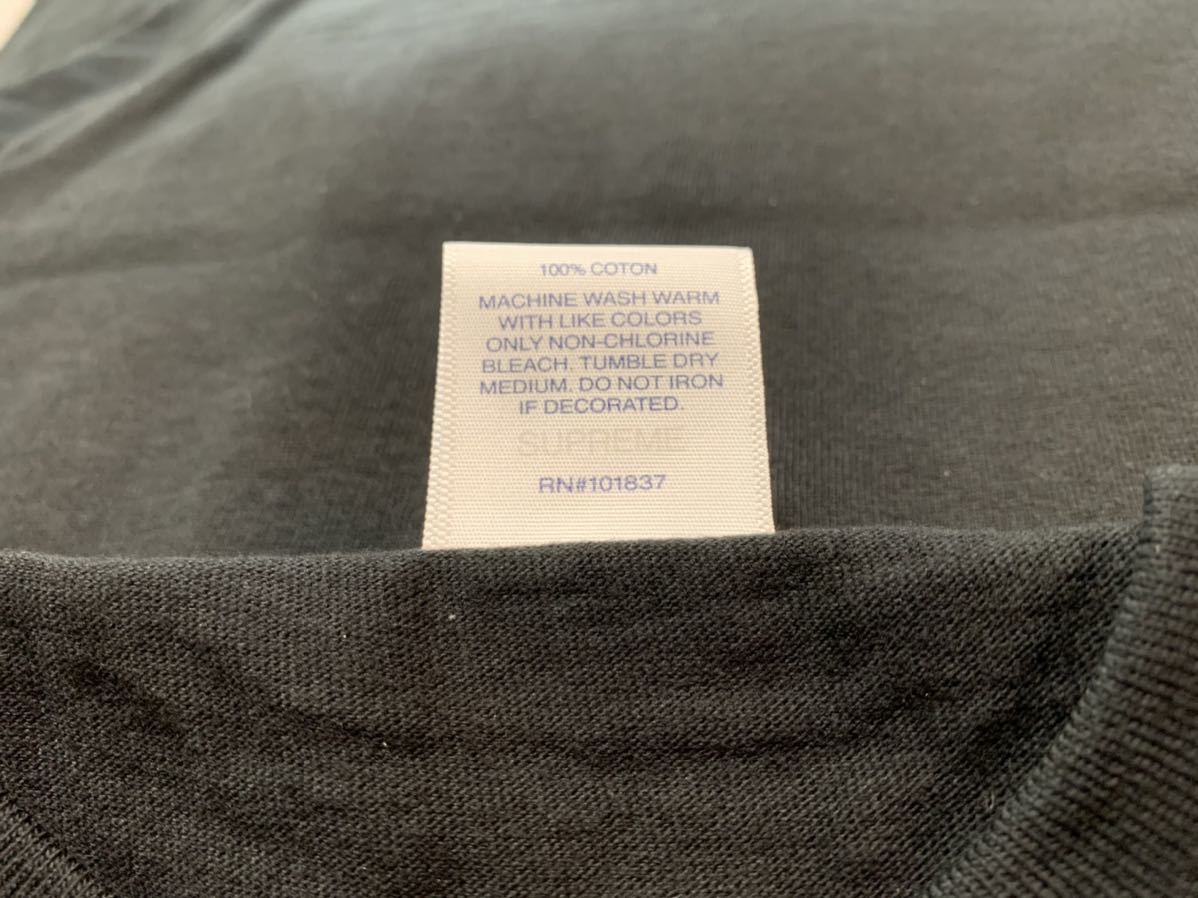 100% COTON
MACHINE WASH WARM
WITH LIKE COLORS
ONLY NON-CHLORINE
BLEACH. TUMBLE DRY
MEDIUM. DO NOT IRON
IF DECORATED.
SUPREME
RN#101837